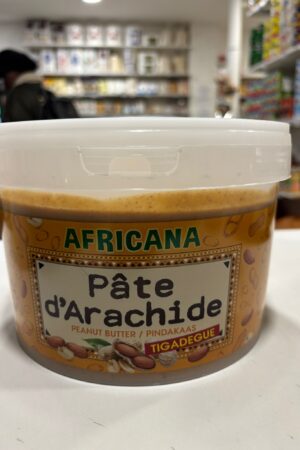 AFRICANA
Pâte
d'Arachide
PEANUT BUTTER / PINDAKAAS
TIGADEGUE